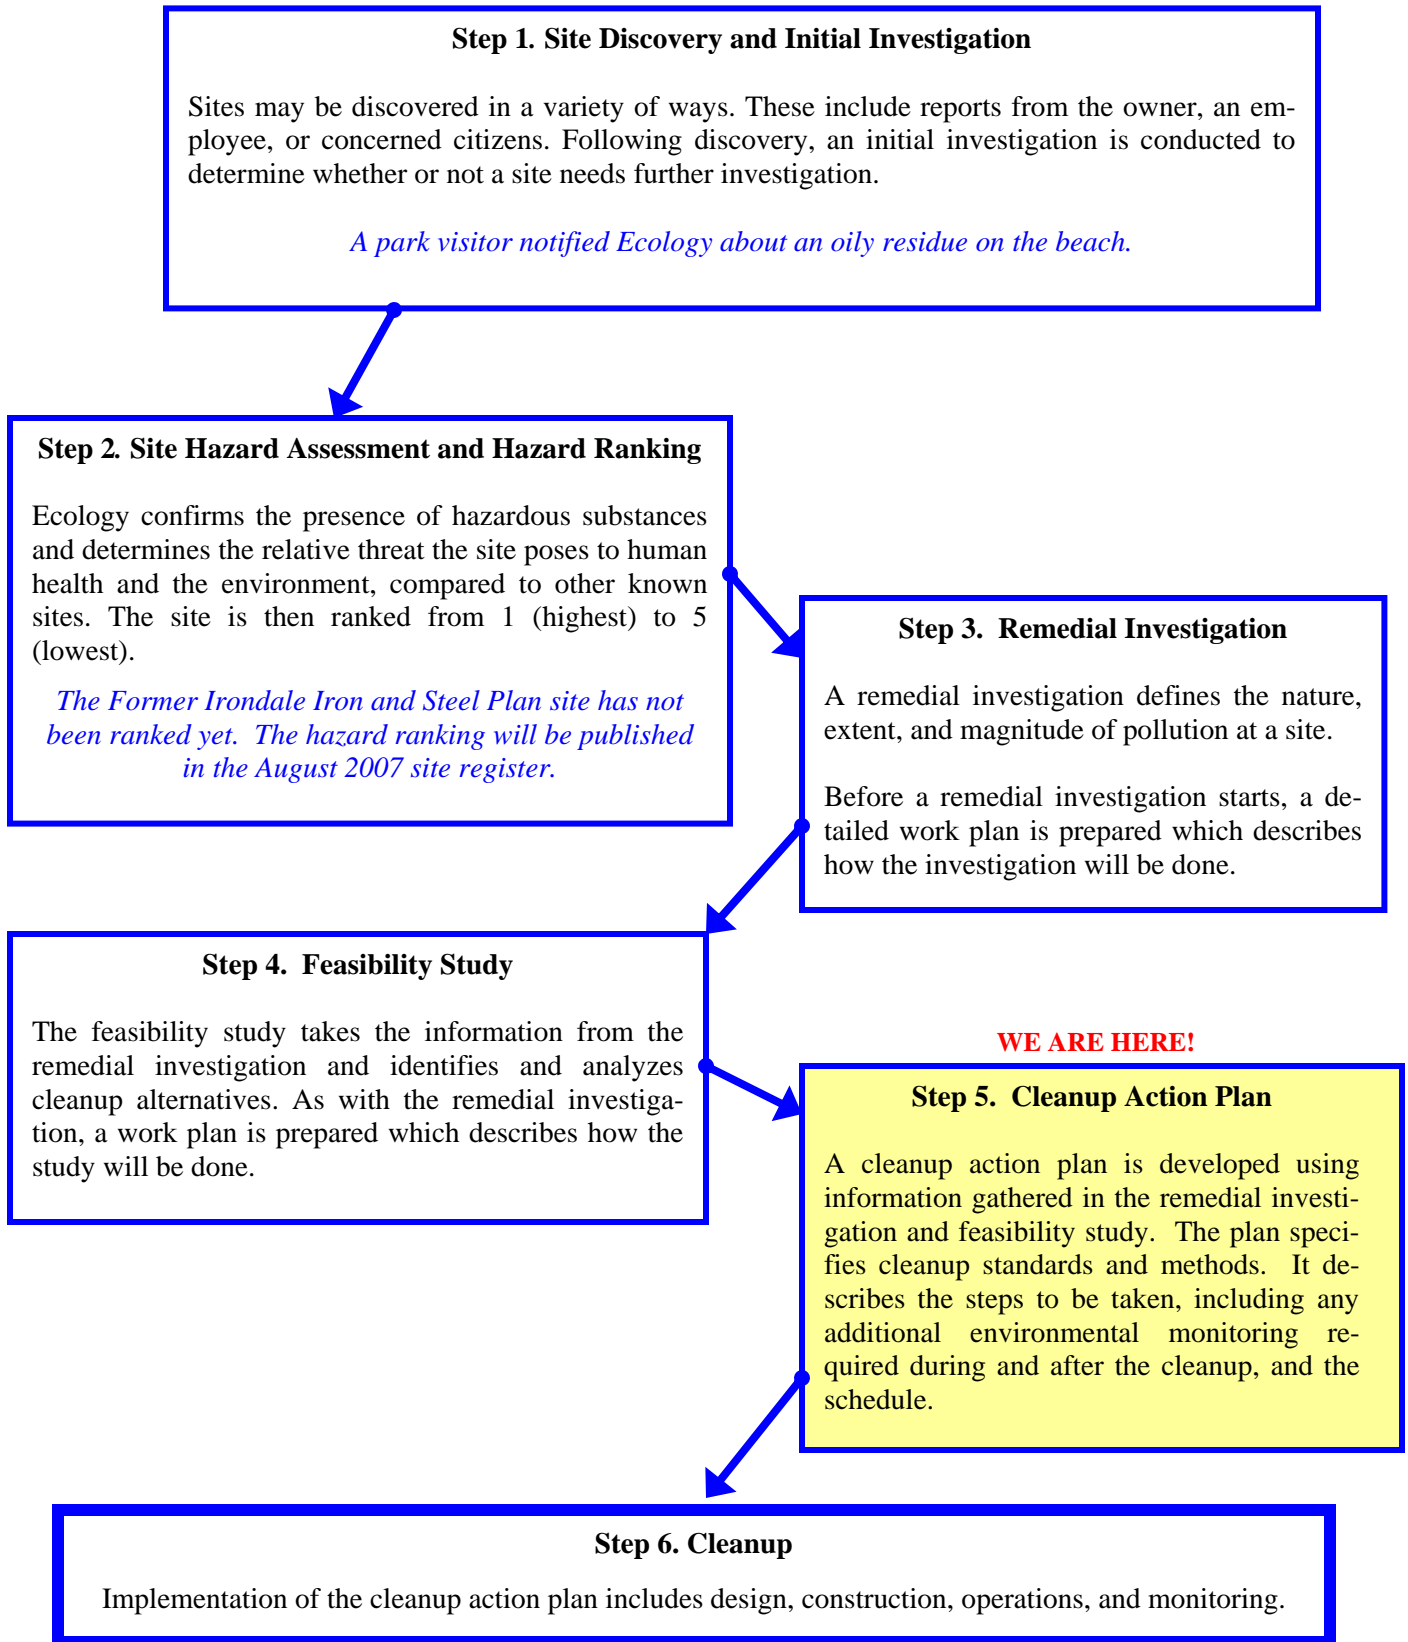 Step 1. Site Discovery and Initial Investigation
Sites may be discovered in a variety of ways. These include reports from the owner, an em-
ployee, or concerned citizens. Following discovery, an initial investigation is conducted to
determine whether or not a site needs further investigation.
A park visitor notified Ecology about an oily residue on the beach.
Step 2. Site Hazard Assessment and Hazard Ranking
Ecology confirms the presence of hazardous substances
and determines the relative threat the site poses to human
health and the environment, compared to other known
sites. The site is then ranked from 1 (highest) to 5
(lowest).
The Former Irondale Iron and Steel Plan site has not
been ranked yet.  The hazard ranking will be published
in the August 2007 site register.
Step 3.  Remedial Investigation
A remedial investigation defines the nature,
extent, and magnitude of pollution at a site.
Before a remedial investigation starts, a de-
tailed work plan is prepared which describes
how the investigation will be done.
Step 4.  Feasibility Study
The feasibility study takes the information from the
remedial investigation and identifies and analyzes
cleanup alternatives. As with the remedial investiga-
tion, a work plan is prepared which describes how the
study will be done.
WE ARE HERE!
Step 5.  Cleanup Action Plan
A cleanup action plan is developed using
information gathered in the remedial investi-
gation and feasibility study.  The plan speci-
fies cleanup standards and methods.  It de-
scribes the steps to be taken, including any
additional environmental monitoring re-
quired during and after the cleanup, and the
schedule.
Step 6. Cleanup
Implementation of the cleanup action plan includes design, construction, operations, and monitoring.